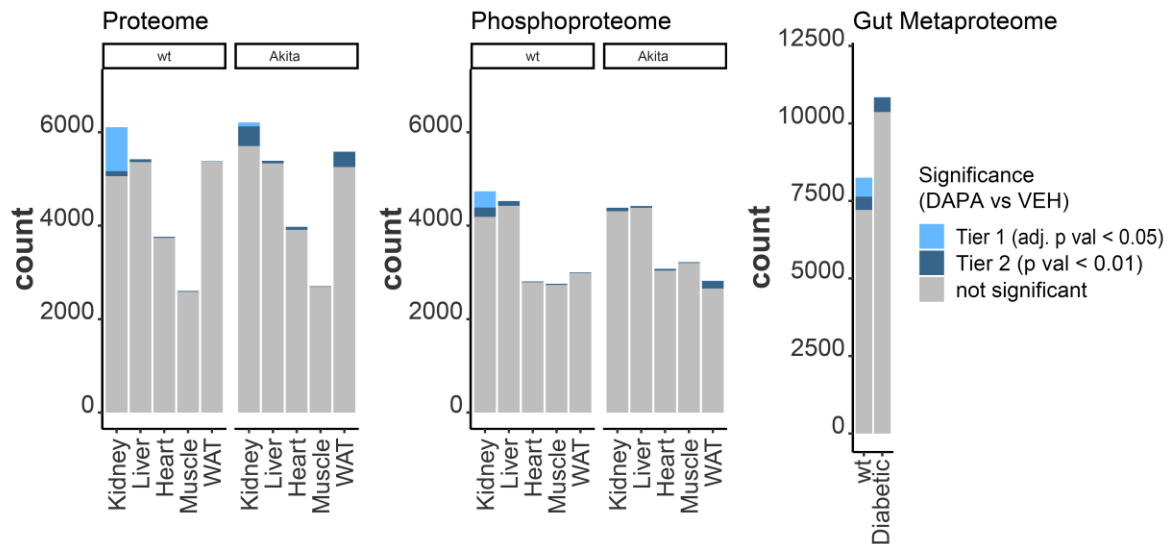 Proteome
wt
Akita
count
6000
4000
2000
0
Kidney
Liver
Heart
Muscle
WAT
Kidney
Liver
Heart
Muscle
WAT
Phosphoproteome
wt
Akita
count
6000
4000
2000
0
Kidney
Liver
Heart
Muscle
WAT
Kidney
Liver
Heart
Muscle
WAT
Gut Metaproteome
count
12500
10000
7500
5000
2500
0
wt
Diabetic
Significance
(DAPA vs VEH)
Tier 1 (adj. p val < 0.05)
Tier 2 (p val < 0.01)
not significant